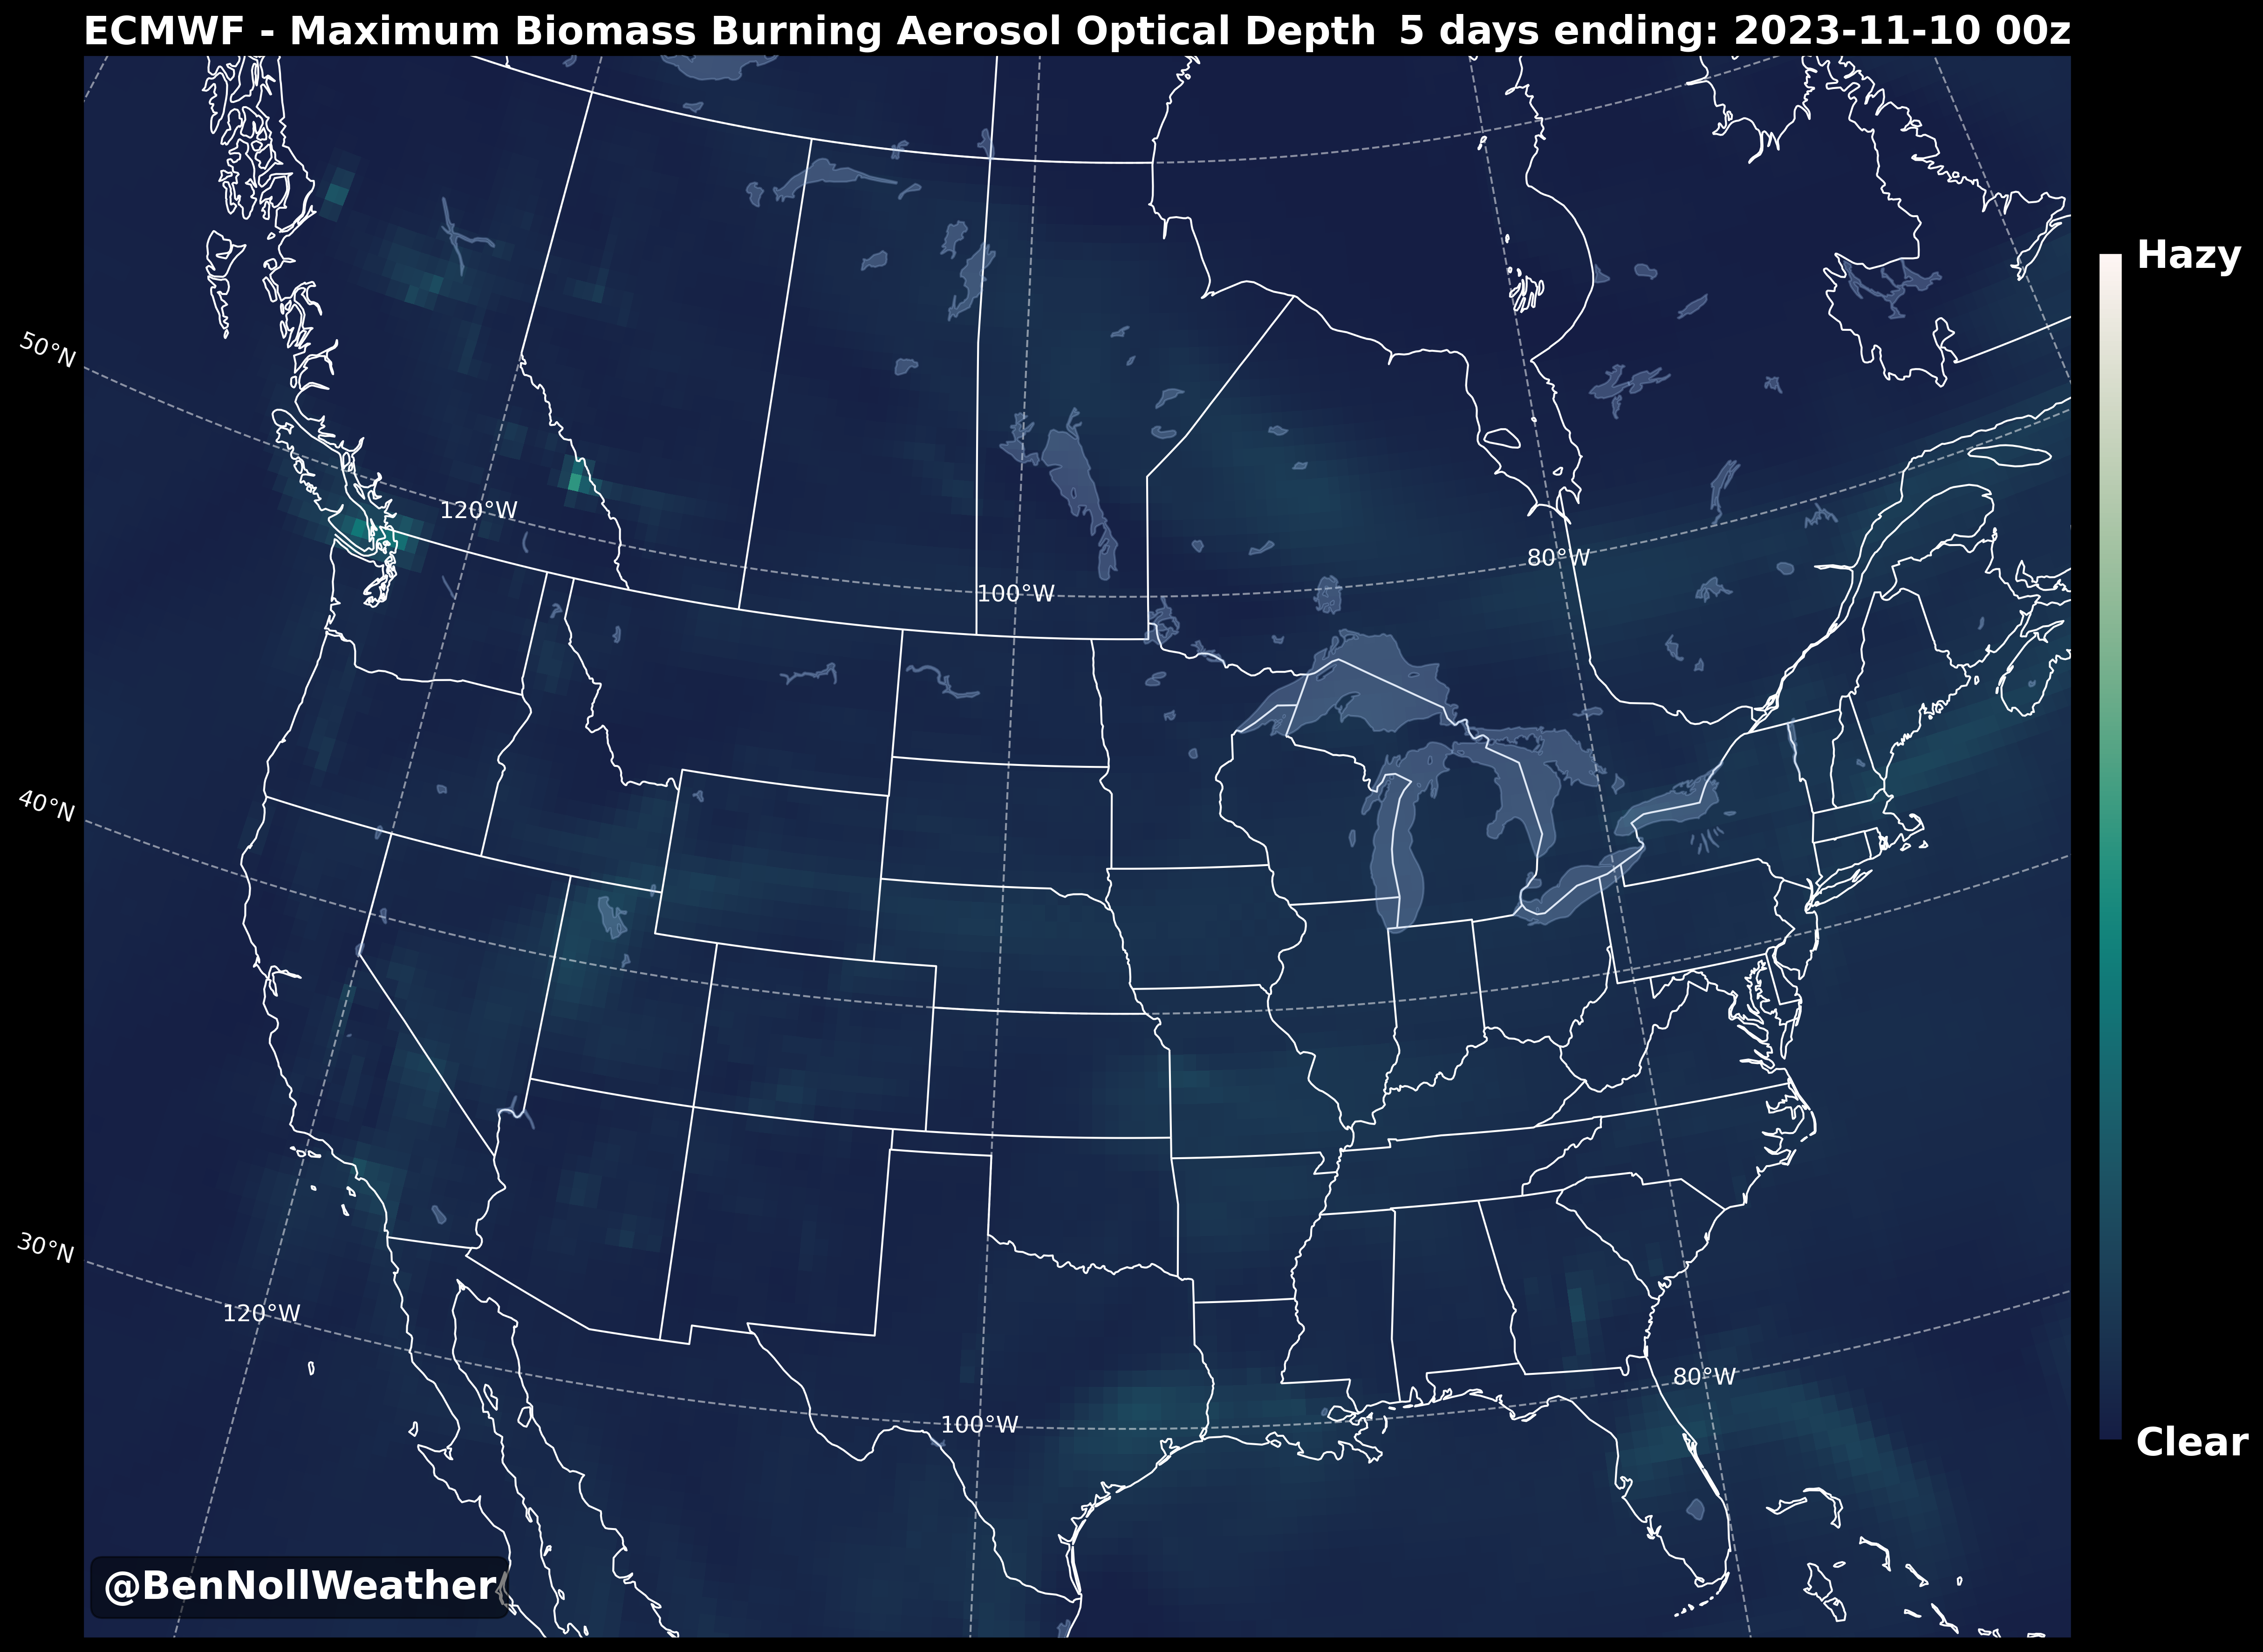 ECMWF - Maximum Biomass Burning Aerosol Optical Depth 5 days ending: 2023-11-10 00z
Hazy
50°N
120°W
80°W
100°W
40°N
30°N
120°W
80°W
100°W
Clear
@BenNollWeather